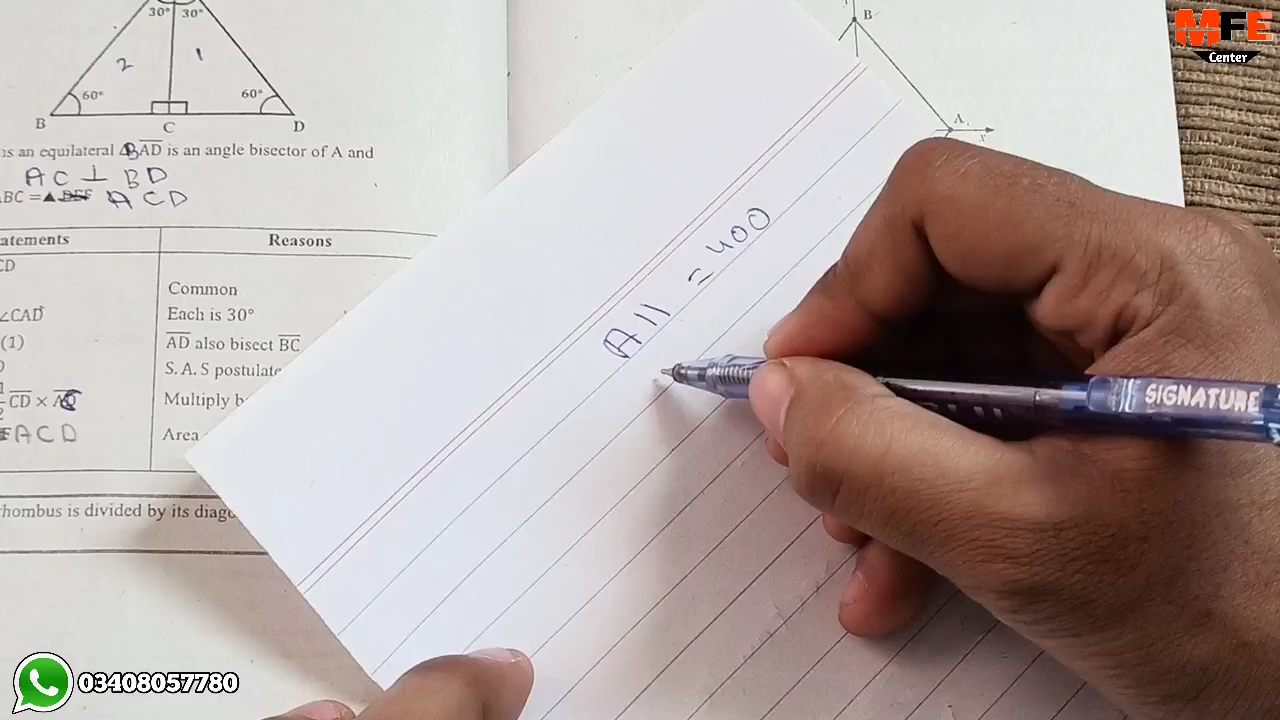 30° 30°
2 1
60° 60°
B C D
is an equilateral ΔBAD is an angle bisector of A and
AC ⊥ BD
ABC = ▲ ACD
atements Reasons
CD
Common
∠CAD Each is 30°
(1) AD also bisect BC
S.A.S postulate
CD × AC Multiply b
= ACD Area
rhombus is divided by its diago
B
A
All = 400
SIGNATURE
MFE
Center
03408057780